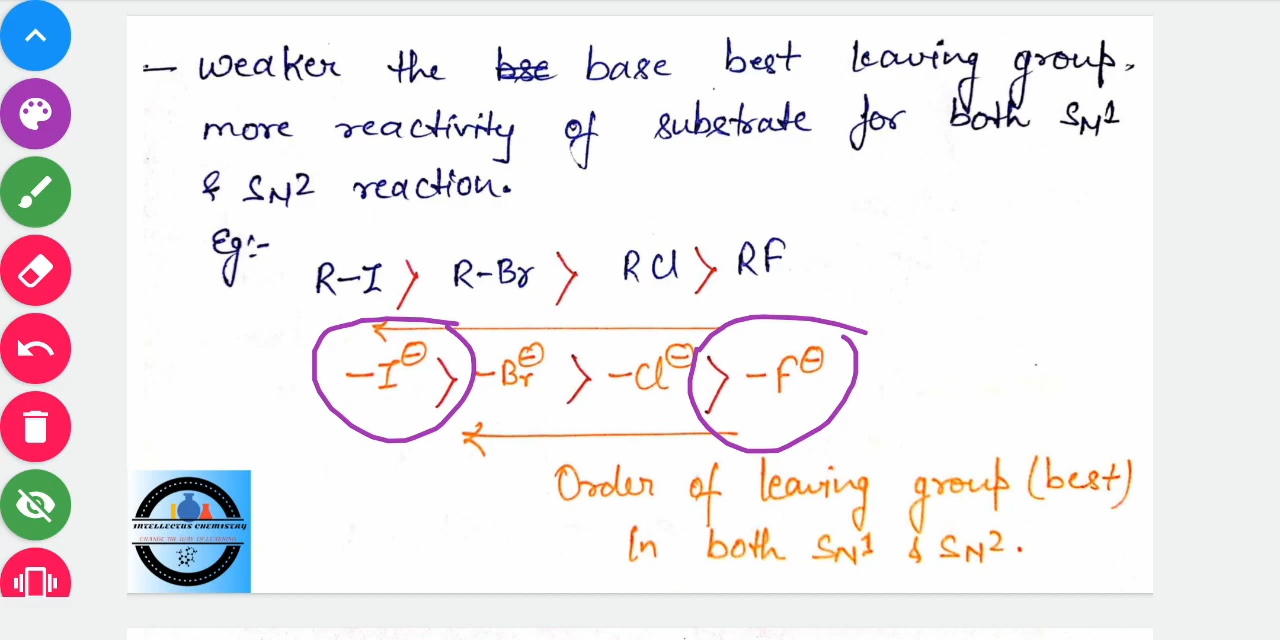 - Weaker the bse base best leaving group,
more reactivity of substrate for both SN1
& SN2 reaction.
Eg:-
R-I > R-Br > RCl > RF
-I⊖ > -Br⊖ > -Cl⊖ > -F⊖
Order of leaving group (best)
In both SN1 & SN2.
INTELLECTUS CHEMISTRY
CHANGE THE WAY OF LEARNING